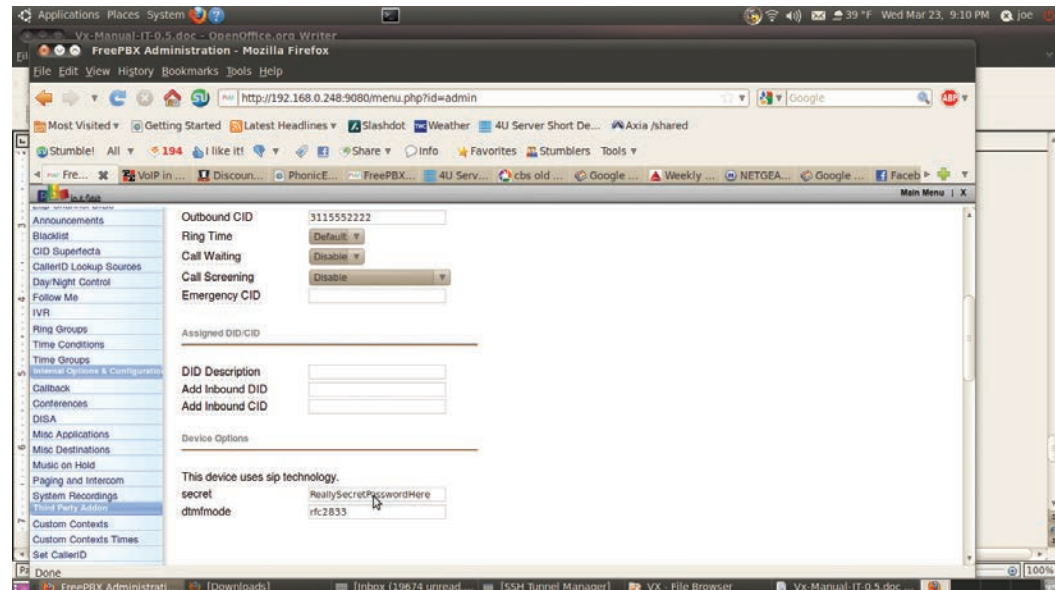 Applications Places System
39 °F Wed Mar 23, 9:10 PM joe
Vx-Manual-IT-0.5.doc - OpenOffice.org Writer
FreePBX Administration - Mozilla Firefox
File Edit View History Bookmarks Tools Help
http://192.168.0.248:9080/menu.php?id=admin
Google
Most Visited Getting Started Latest Headlines Slashdot Weather 4U Server Short De... Axia /shared
Stumble! All 194 I like it! Share Info Favorites Stumblers Tools
Fre... VoIP in ... Discoun... PhonicE... FreePBX... 4U Serv... cbs old ... Google ... Weekly ... NETGEA... Google ... Faceb
Main Menu | X
Announcements
Blacklist
CID Superfecta
CallerID Lookup Sources
Day/Night Control
Follow Me
IVR
Ring Groups
Time Conditions
Time Groups
Internal Options & Configuration
Callback
Conferences
DISA
Misc Applications
Misc Destinations
Music on Hold
Paging and Intercom
System Recordings
Third Party Addon
Custom Contexts
Custom Contexts Times
Set CallerID
Outbound CID 3115552222
Ring Time Default
Call Waiting Disable
Call Screening Disable
Emergency CID
Assigned DID/CID
DID Description
Add Inbound DID
Add Inbound CID
Device Options
This device uses sip technology.
secret ReallySecretPasswordHere
dtmfmode rfc2833
Done
100%
FreePBX Administrati... [Downloads] [Inbox (19674 unread... [SSH Tunnel Manager] VX - File Browser Vx-Manual-IT-0.5.doc ...